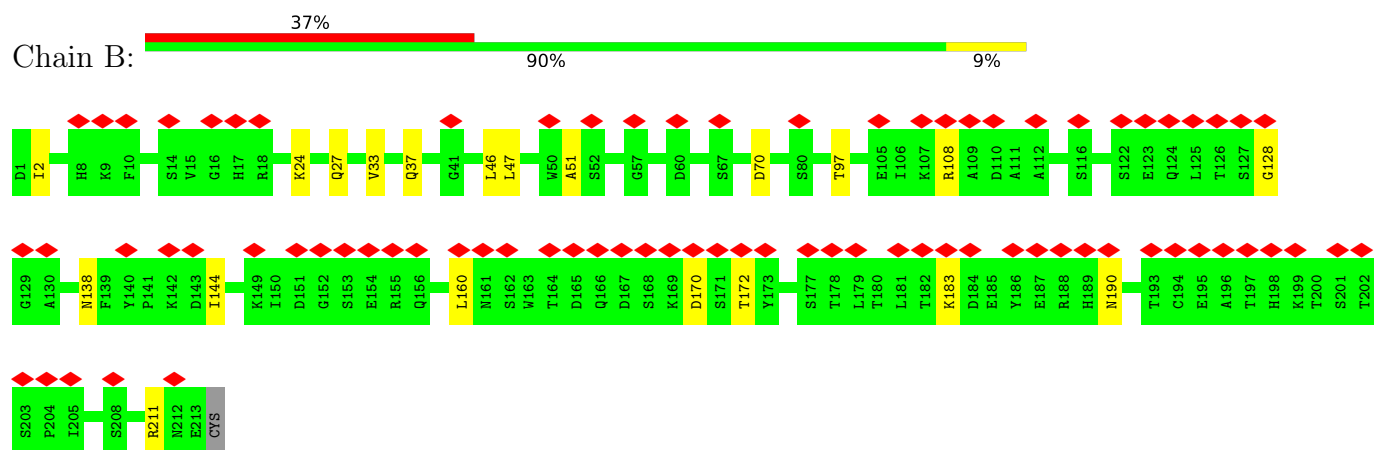 37%
Chain B:
90% 9%
D1 I2 H8 K9 F10 S14 V15 G16 H17 R18 K24 Q27 V33 Q37 G41 L46 L47 W50 A51 S52 G57 D60 S67 D70 S80 T97 E105 I106 K107 R108 A109 D110 A111 A112 S116 S122 E123 Q124 L125 T126 S127 G128
G129 A130 N138 F139 Y140 P141 K142 D143 I144 K149 I150 D151 G152 S153 E154 R155 Q156 L160 N161 S162 W163 T164 D165 Q166 D167 S168 K169 D170 S171 T172 Y173 S177 T178 L179 T180 L181 T182 K183 D184 E185 Y186 E187 R188 H189 N190 T193 C194 E195 A196 T197 H198 K199 T200 S201 T202
S203 P204 I205 S208 R211 N212 E213 CYS